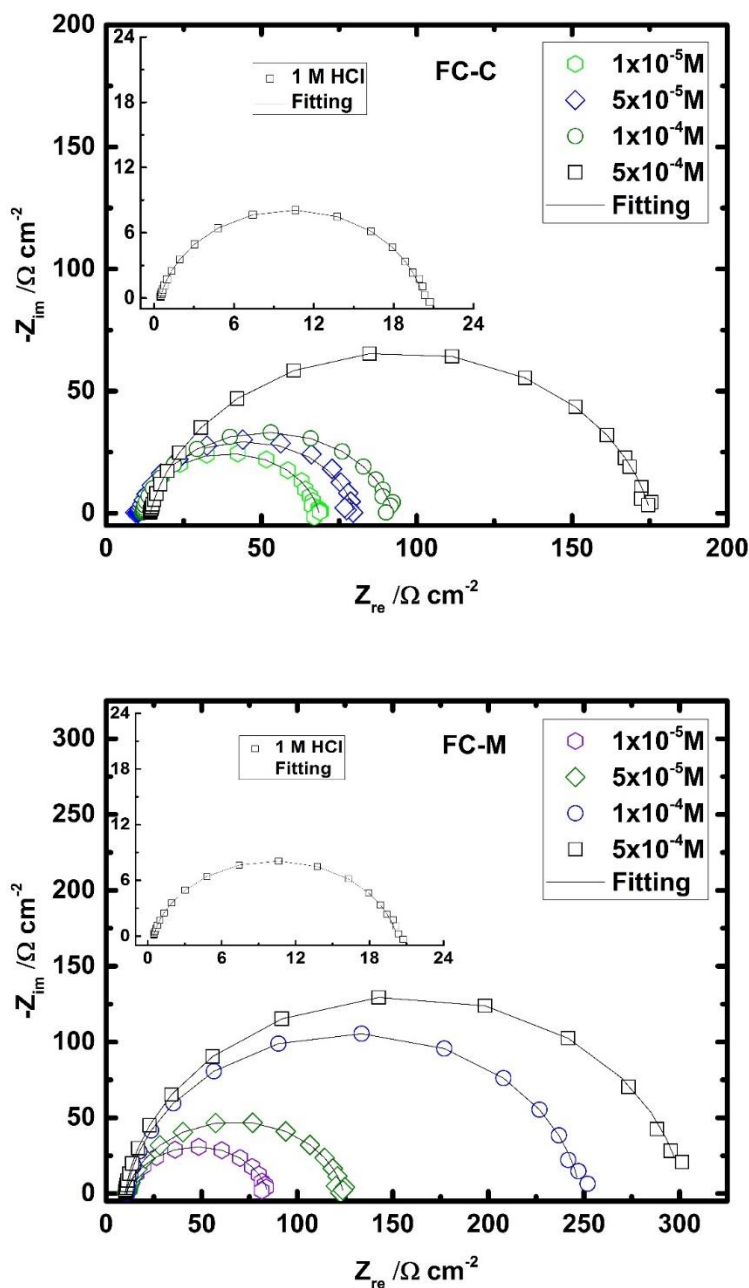 200
150
100
50
0
24
18
12
6
0
0 6 12 18 24
1 M HCl
Fitting
FC-C
1x10⁻⁵M
5x10⁻⁵M
1x10⁻⁴M
5x10⁻⁴M
Fitting
-Z_im /Ω cm⁻²
0 50 100 150 200
Z_re /Ω cm⁻²
300
250
200
150
100
50
0
24
18
12
6
0
0 6 12 18 24
1 M HCl
Fitting
FC-M
1x10⁻⁵M
5x10⁻⁵M
1x10⁻⁴M
5x10⁻⁴M
Fitting
-Z_im /Ω cm⁻²
0 50 100 150 200 250 300
Z_re /Ω cm⁻²